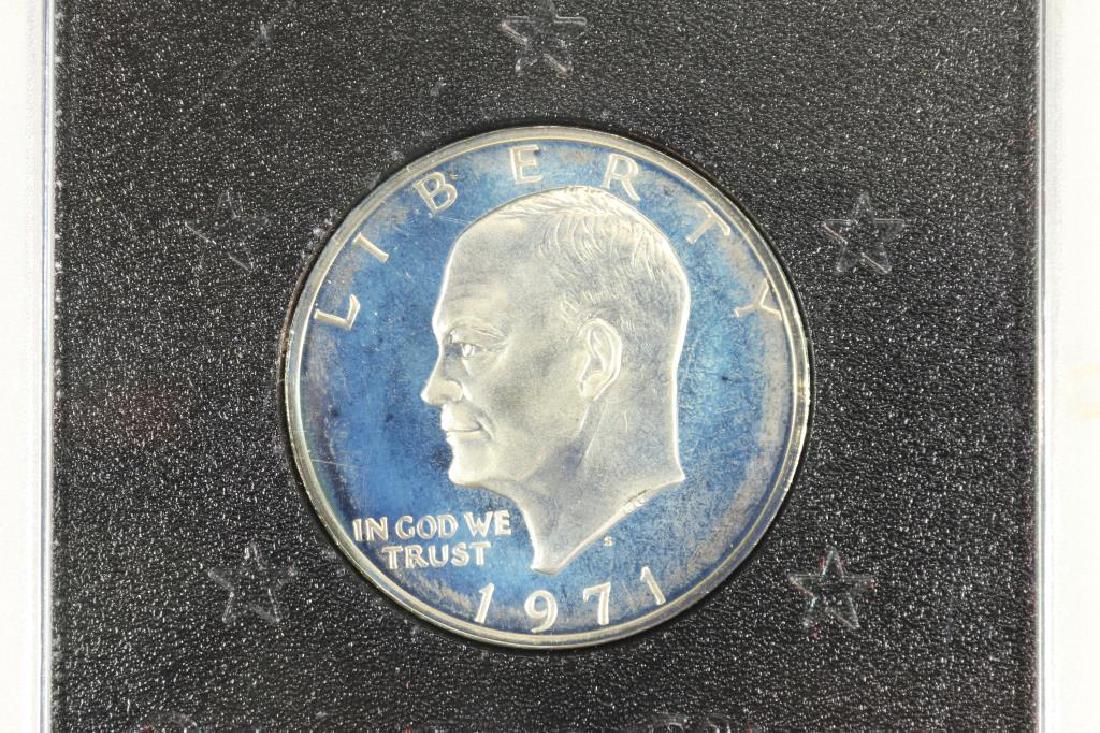 LIBERTY
IN GOD WE
TRUST
S
1971